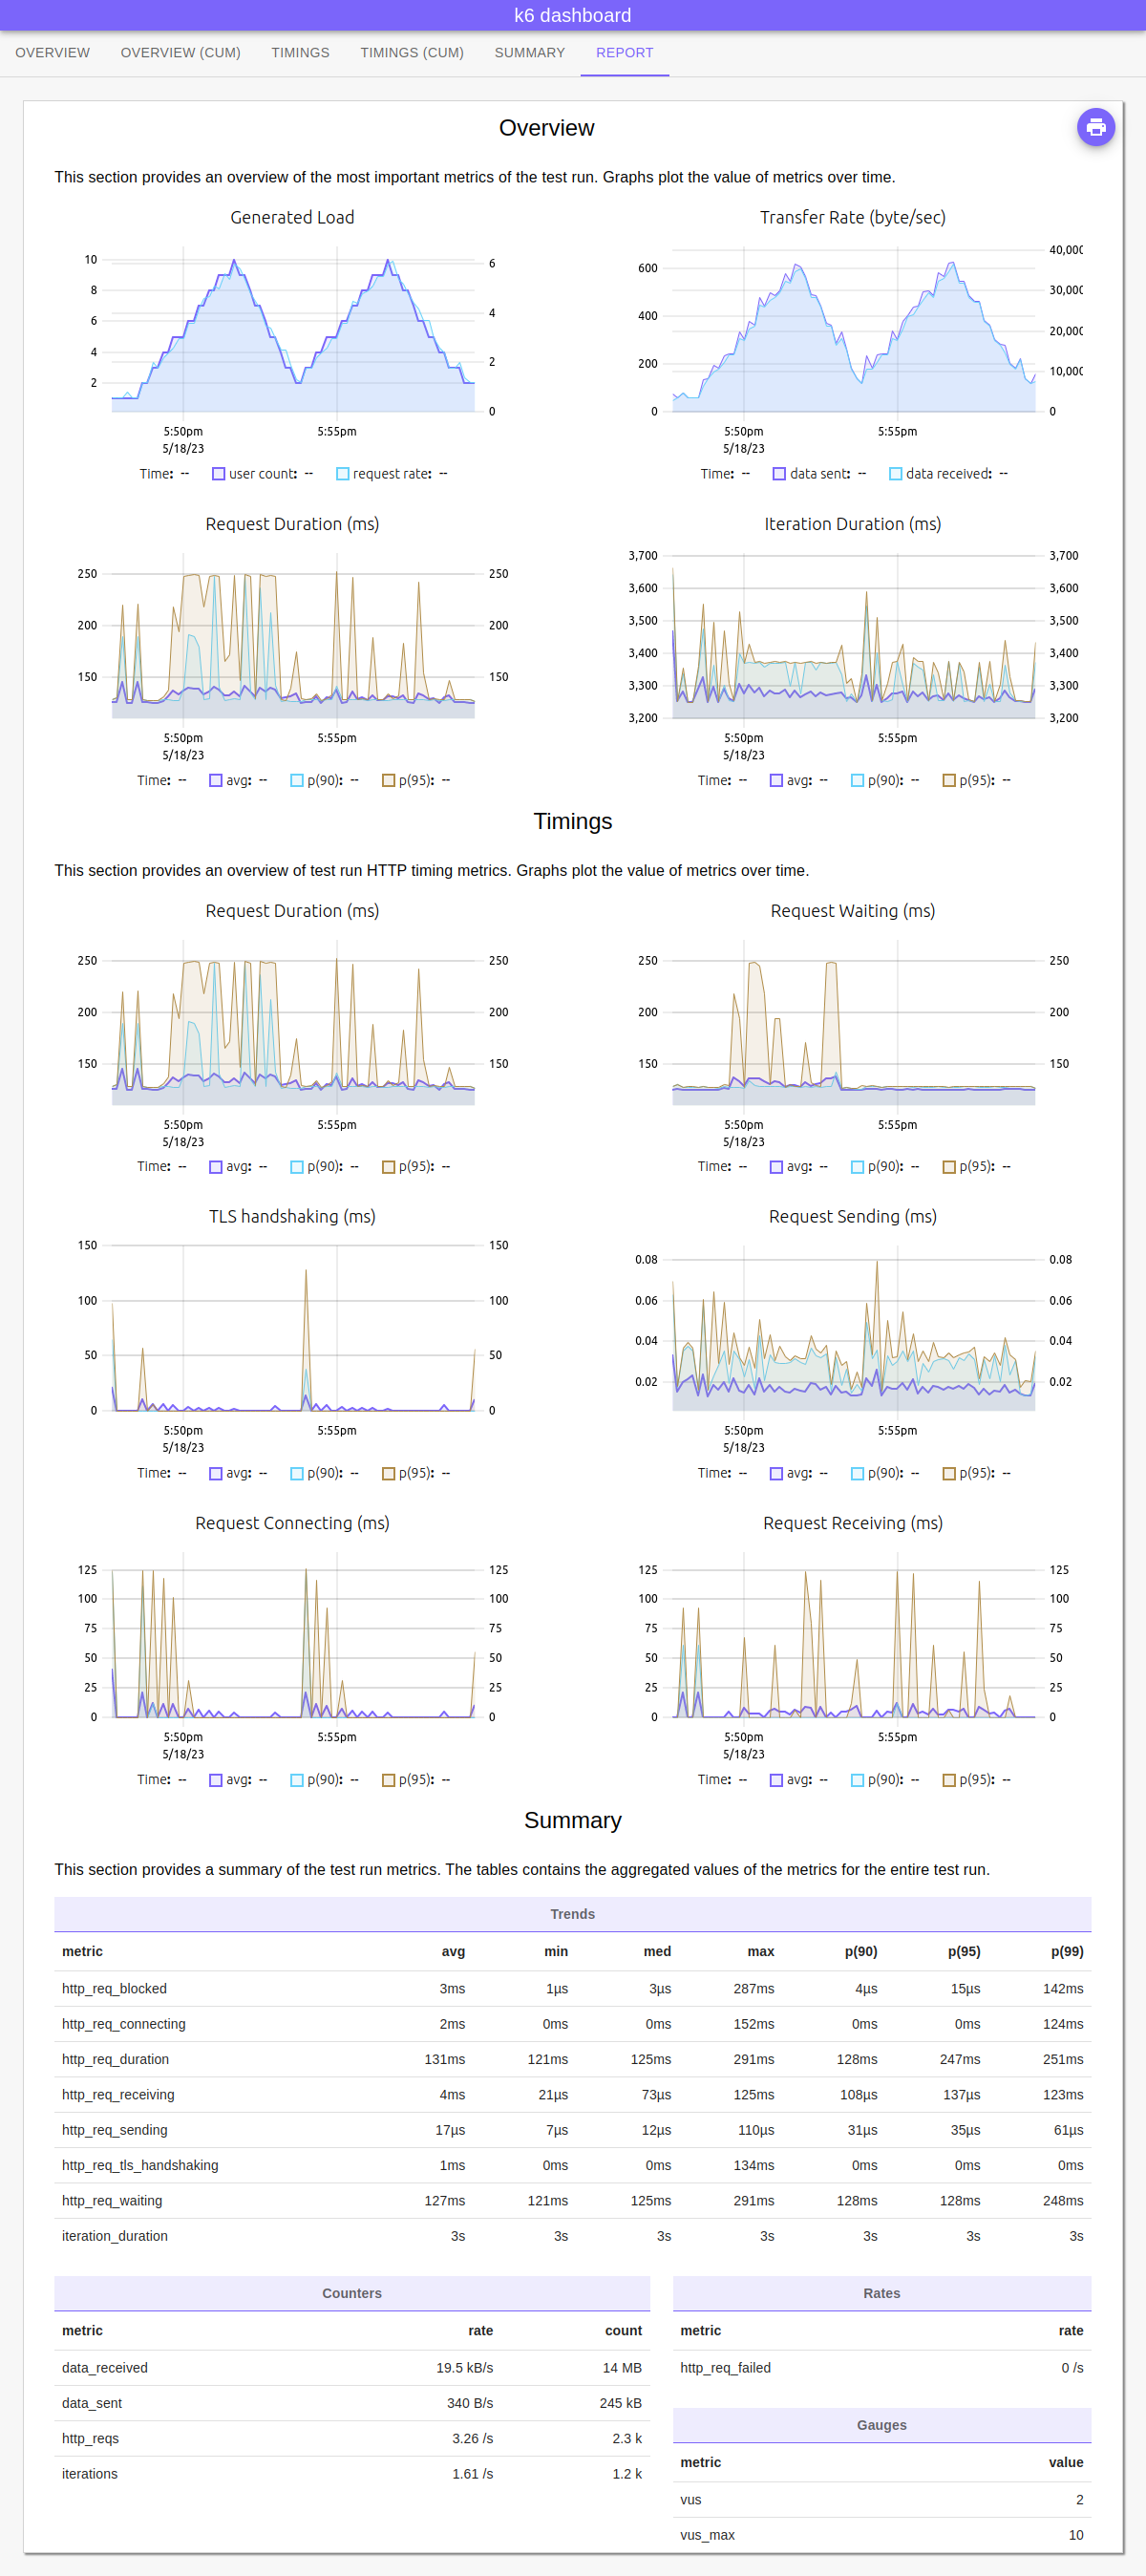 k6 dashboard
OVERVIEW OVERVIEW (CUM) TIMINGS TIMINGS (CUM) SUMMARY REPORT
Overview
This section provides an overview of the most important metrics of the test run. Graphs plot the value of metrics over time.
Generated Load
10
8
6
4
2
6
4
2
0
5:50pm 5:55pm
5/18/23
Time: -- user count: -- request rate: --
Transfer Rate (byte/sec)
600
400
200
0
40,000
30,000
20,000
10,000
0
5:50pm 5:55pm
5/18/23
Time: -- data sent: -- data received: --
Request Duration (ms)
250
200
150
250
200
150
5:50pm 5:55pm
5/18/23
Time: -- avg: -- p(90): -- p(95): --
Iteration Duration (ms)
3,700
3,600
3,500
3,400
3,300
3,200
3,700
3,600
3,500
3,400
3,300
3,200
5:50pm 5:55pm
5/18/23
Time: -- avg: -- p(90): -- p(95): --
Timings
This section provides an overview of test run HTTP timing metrics. Graphs plot the value of metrics over time.
Request Duration (ms)
250
200
150
250
200
150
5:50pm 5:55pm
5/18/23
Time: -- avg: -- p(90): -- p(95): --
Request Waiting (ms)
250
200
150
250
200
150
5:50pm 5:55pm
5/18/23
Time: -- avg: -- p(90): -- p(95): --
TLS handshaking (ms)
150
100
50
0
150
100
50
0
5:50pm 5:55pm
5/18/23
Time: -- avg: -- p(90): -- p(95): --
Request Sending (ms)
0.08
0.06
0.04
0.02
0.08
0.06
0.04
0.02
5:50pm 5:55pm
5/18/23
Time: -- avg: -- p(90): -- p(95): --
Request Connecting (ms)
125
100
75
50
25
0
125
100
75
50
25
0
5:50pm 5:55pm
5/18/23
Time: -- avg: -- p(90): -- p(95): --
Request Receiving (ms)
125
100
75
50
25
0
125
100
75
50
25
0
5:50pm 5:55pm
5/18/23
Time: -- avg: -- p(90): -- p(95): --
Summary
This section provides a summary of the test run metrics. The tables contains the aggregated values of the metrics for the entire test run.
Trends
metric avg min med max p(90) p(95) p(99)
http_req_blocked 3ms 1µs 3µs 287ms 4µs 15µs 142ms
http_req_connecting 2ms 0ms 0ms 152ms 0ms 0ms 124ms
http_req_duration 131ms 121ms 125ms 291ms 128ms 247ms 251ms
http_req_receiving 4ms 21µs 73µs 125ms 108µs 137µs 123ms
http_req_sending 17µs 7µs 12µs 110µs 31µs 35µs 61µs
http_req_tls_handshaking 1ms 0ms 0ms 134ms 0ms 0ms 0ms
http_req_waiting 127ms 121ms 125ms 291ms 128ms 128ms 248ms
iteration_duration 3s 3s 3s 3s 3s 3s 3s
Counters
metric rate count
data_received 19.5 kB/s 14 MB
data_sent 340 B/s 245 kB
http_reqs 3.26 /s 2.3 k
iterations 1.61 /s 1.2 k
Rates
metric rate
http_req_failed 0 /s
Gauges
metric value
vus 2
vus_max 10